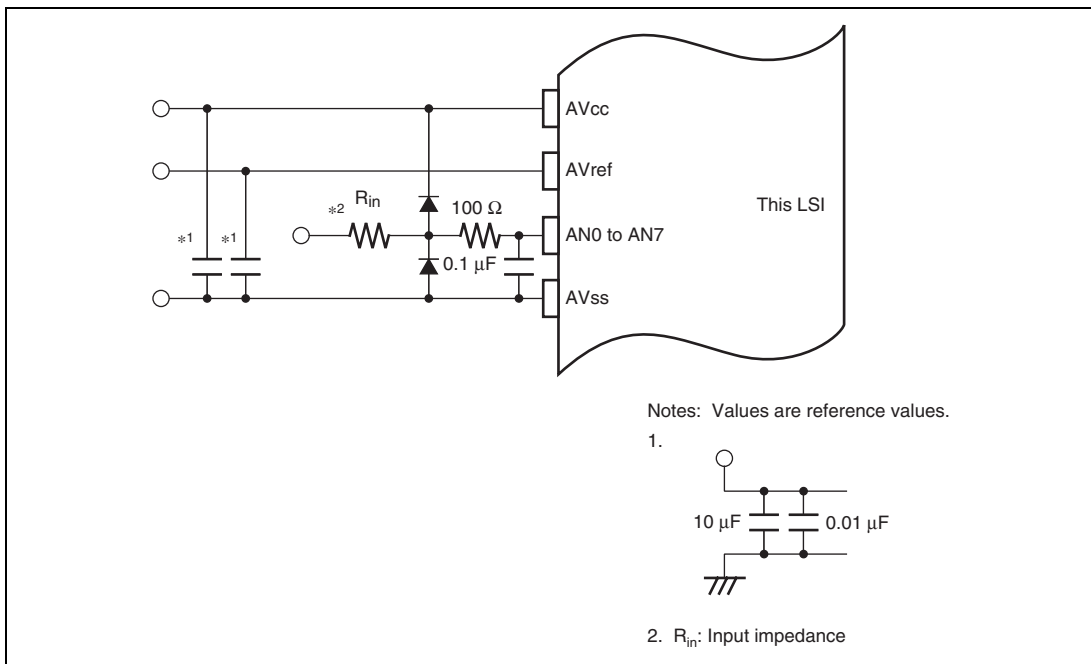 AVcc
AVref
*2 Rin
100 Ω
This LSI
*1 *1
AN0 to AN7
0.1 μF
AVss
Notes: Values are reference values.
1.
10 μF
0.01 μF
2. Rin: Input impedance